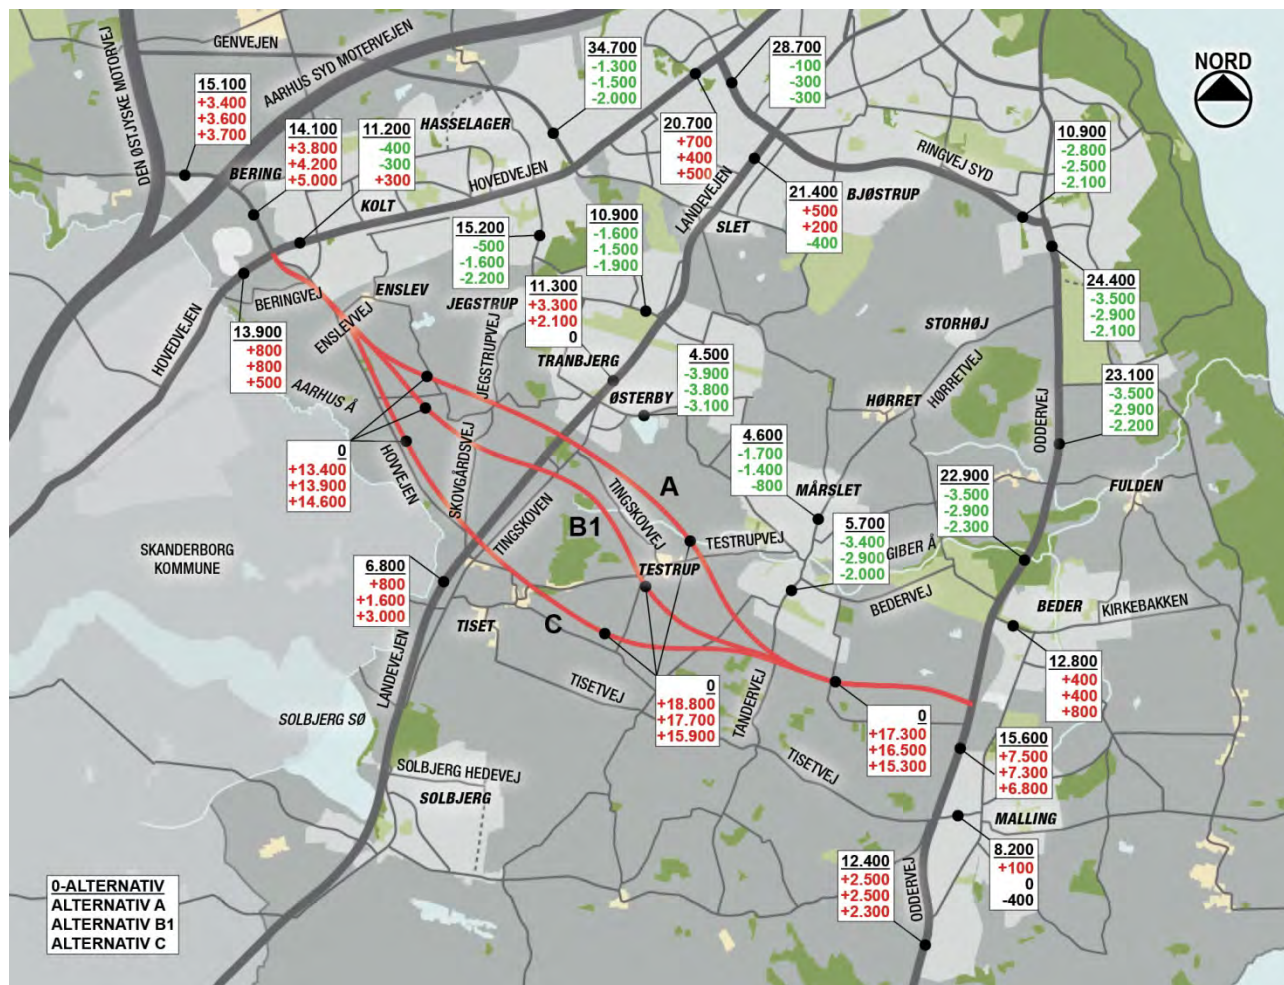 DEN ØSTJYSKE MOTORVEJ
GENVEJEN
AARHUS SYD MOTERVEJEN
NORD
15.100
+3.400
+3.600
+3.700
14.100
+3.800
+4.200
+5.000
11.200
-400
-300
+300
34.700
-1.300
-1.500
-2.000
28.700
-100
-300
-300
20.700
+700
+400
+500
10.900
-2.800
-2.500
-2.100
HASSELAGER
BERING
KOLT
HOVEDVEJEN
LANDEVEJEN
RINGVEJ SYD
BJØSTRUP
SLET
21.400
+500
+200
-400
15.200
-500
-1.600
-2.200
10.900
-1.600
-1.500
-1.900
24.400
-3.500
-2.900
-2.100
BERINGVEJ
ENSLEV
ENSLEVVEJ
JEGSTRUP
JEGSTRUPVEJ
11.300
+3.300
+2.100
0
HOVEDVEJEN
13.900
+800
+800
+500
AARHUS Å
TRANBJERG
ØSTERBY
4.500
-3.900
-3.800
-3.100
STORHØJ
HØRRETVEJ
HØRRET
ODDERVEJ
23.100
-3.500
-2.900
-2.200
0
+13.400
+13.900
+14.600
HOVVEJEN
SKOVGÅRDSVEJ
4.600
-1.700
-1.400
-800
MÅRSLET
22.900
-3.500
-2.900
-2.300
FULDEN
A
B1
C
TINGSKOVEN
TINGSKOVVEJ
TESTRUPVEJ
TESTRUP
5.700
-3.400
-2.900
-2.000
GIBER Å
SKANDERBORG
KOMMUNE
6.800
+800
+1.600
+3.000
BEDERVEJ
BEDER
KIRKEBAKKEN
TISET
TISETVEJ
12.800
+400
+400
+800
LANDEVEJEN
SOLBJERG SØ
0
+18.800
+17.700
+15.900
TANDERVEJ
0
+17.300
+16.500
+15.300
15.600
+7.500
+7.300
+6.800
TISETVEJ
SOLBJERG HEDEVEJ
SOLBJERG
MALLING
8.200
+100
0
-400
12.400
+2.500
+2.500
+2.300
ODDERVEJ
0-ALTERNATIV
ALTERNATIV A
ALTERNATIV B1
ALTERNATIV C